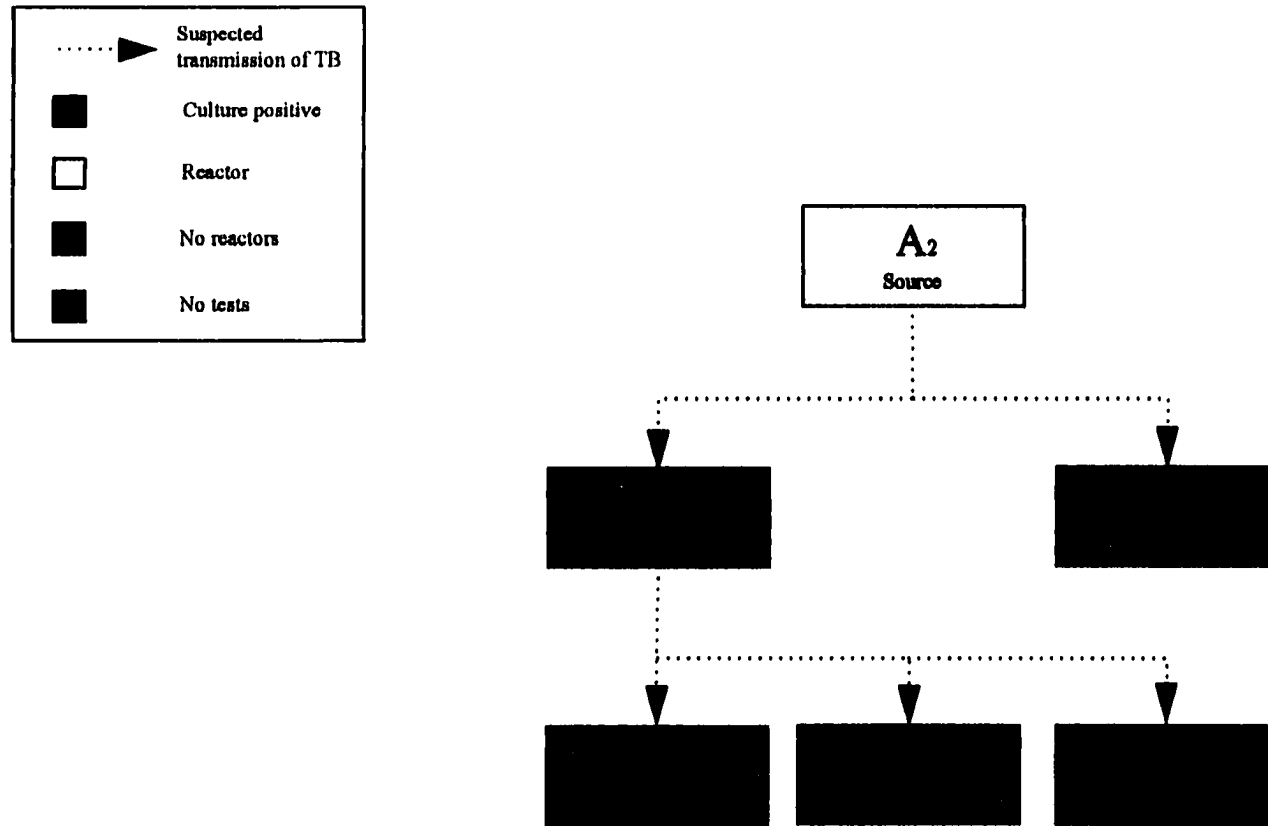 Suspected
transmission of TB
Culture positive
Reactor
No reactors
No tests
A2
Source